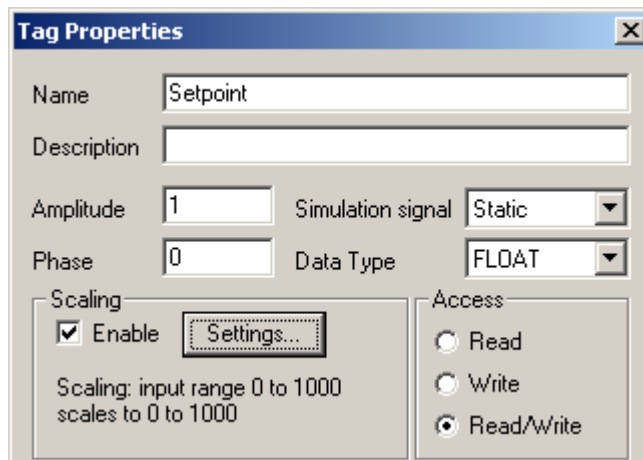 Tag Properties
Name Setpoint
Description
Amplitude 1 Simulation signal Static
Phase 0 Data Type FLOAT
Scaling Access
Enable Settings... Read
Scaling: input range 0 to 1000 Write
scales to 0 to 1000 Read/Write